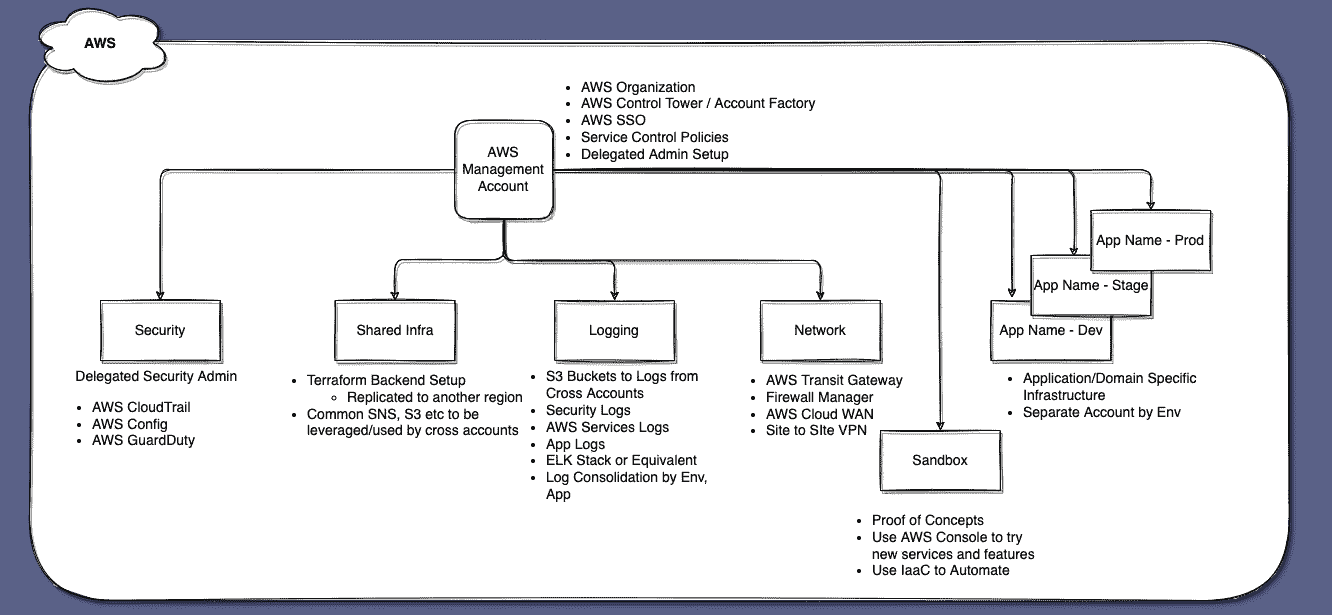 AWS
• AWS Organization
• AWS Control Tower / Account Factory
• AWS SSO
• Service Control Policies
• Delegated Admin Setup
AWS
Management
Account
App Name - Prod
App Name - Stage
App Name - Dev
Security
Shared Infra
Logging
Network
Delegated Security Admin
• AWS CloudTrail
• AWS Config
• AWS GuardDuty
• Terraform Backend Setup
◦ Replicated to another region
• Common SNS, S3 etc to be
leveraged/used by cross accounts
• S3 Buckets to Logs from
Cross Accounts
• Security Logs
• AWS Services Logs
• App Logs
• ELK Stack or Equivalent
• Log Consolidation by Env,
App
• AWS Transit Gateway
• Firewall Manager
• AWS Cloud WAN
• Site to SIte VPN
• Application/Domain Specific
Infrastructure
• Separate Account by Env
Sandbox
• Proof of Concepts
• Use AWS Console to try
new services and features
• Use IaaC to Automate